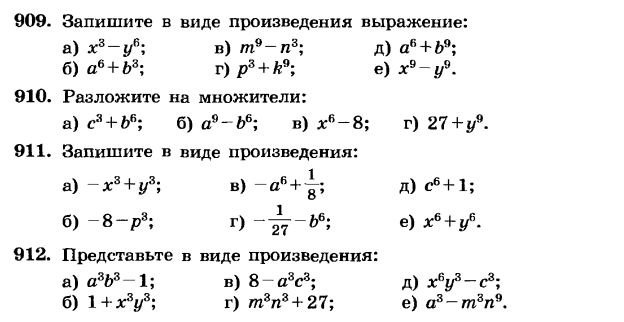 909. Запишите в виде произведения выражение:
а) x³−y⁶; в) m⁹−n³; д) a⁶+b⁹;
б) a⁶+b³; г) p³+k⁹; е) x⁹−y⁹.
910. Разложите на множители:
а) c³+b⁶; б) a⁹−b⁶; в) x⁶−8; г) 27+y⁹.
911. Запишите в виде произведения:
а) −x³+y³; в) −a⁶+1/8; д) c⁶+1;
б) −8−p³; г) −1/27−b⁶; е) x⁶+y⁶.
912. Представьте в виде произведения:
а) a³b³−1; в) 8−a³c³; д) x⁶y³−c³;
б) 1+x³y³; г) m³n³+27; е) a³−m³n⁹.